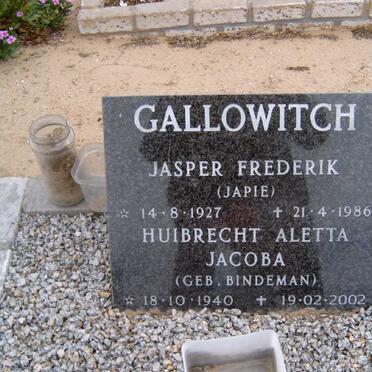 GALLOWITCH
JASPER FREDERIK
(JAPIE)
☆ 14-8-1927 ✝ 21-4-1986
HUIBRECHT ALETTA
JACOBA
(GEB. BINDEMAN)
☆ 18-10-1940 ✝ 19-02-2002